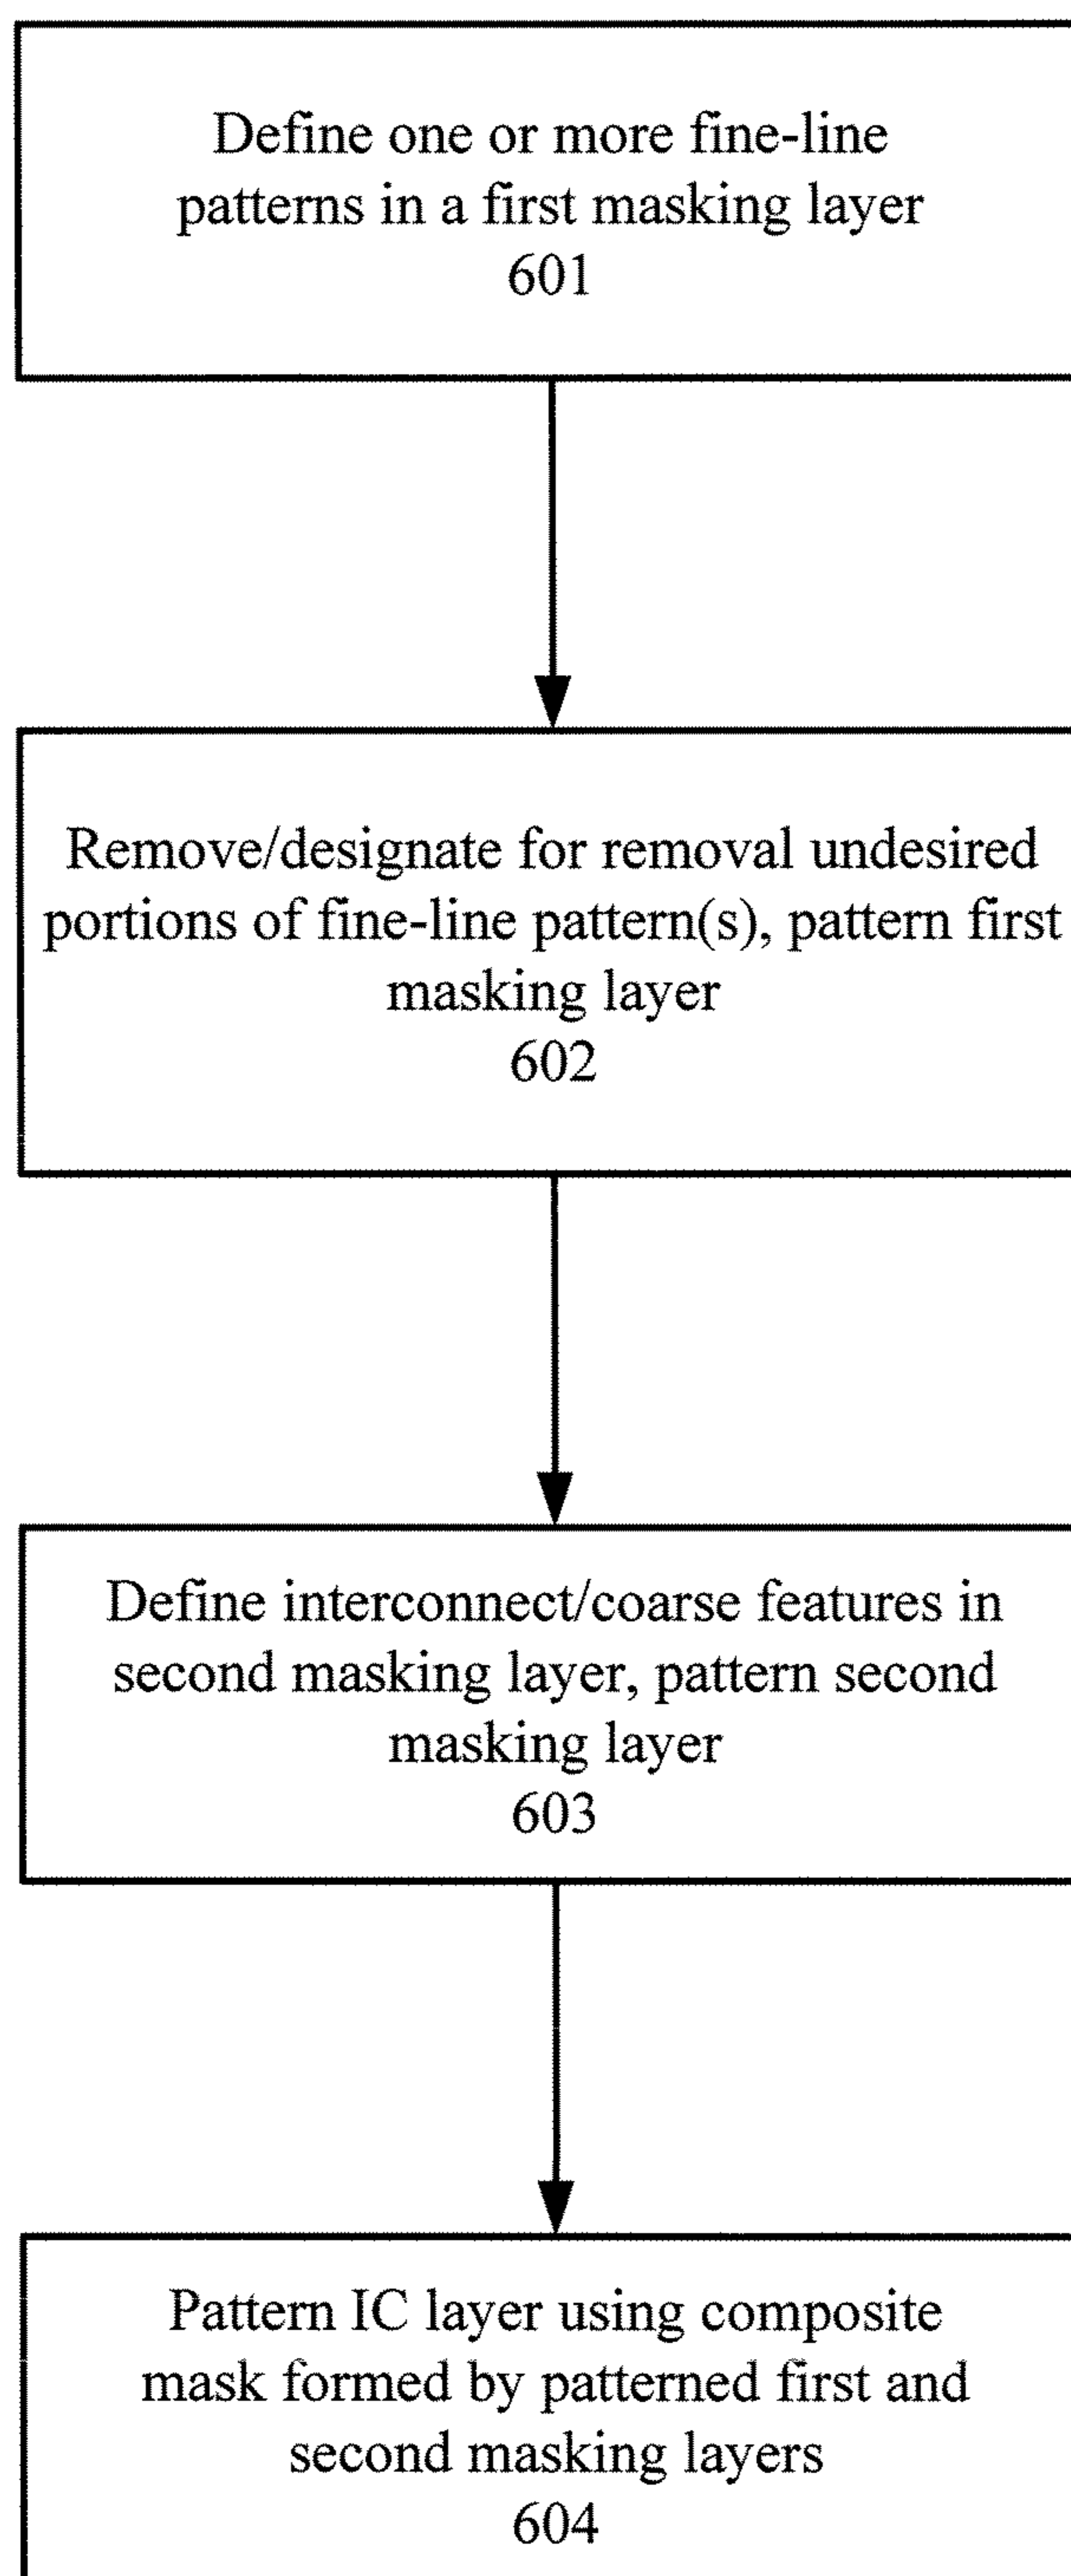 Define one or more fine-line
patterns in a first masking layer
601
Remove/designate for removal undesired
portions of fine-line pattern(s), pattern first
masking layer
602
Define interconnect/coarse features in
second masking layer, pattern second
masking layer
603
Pattern IC layer using composite
mask formed by patterned first and
second masking layers
604